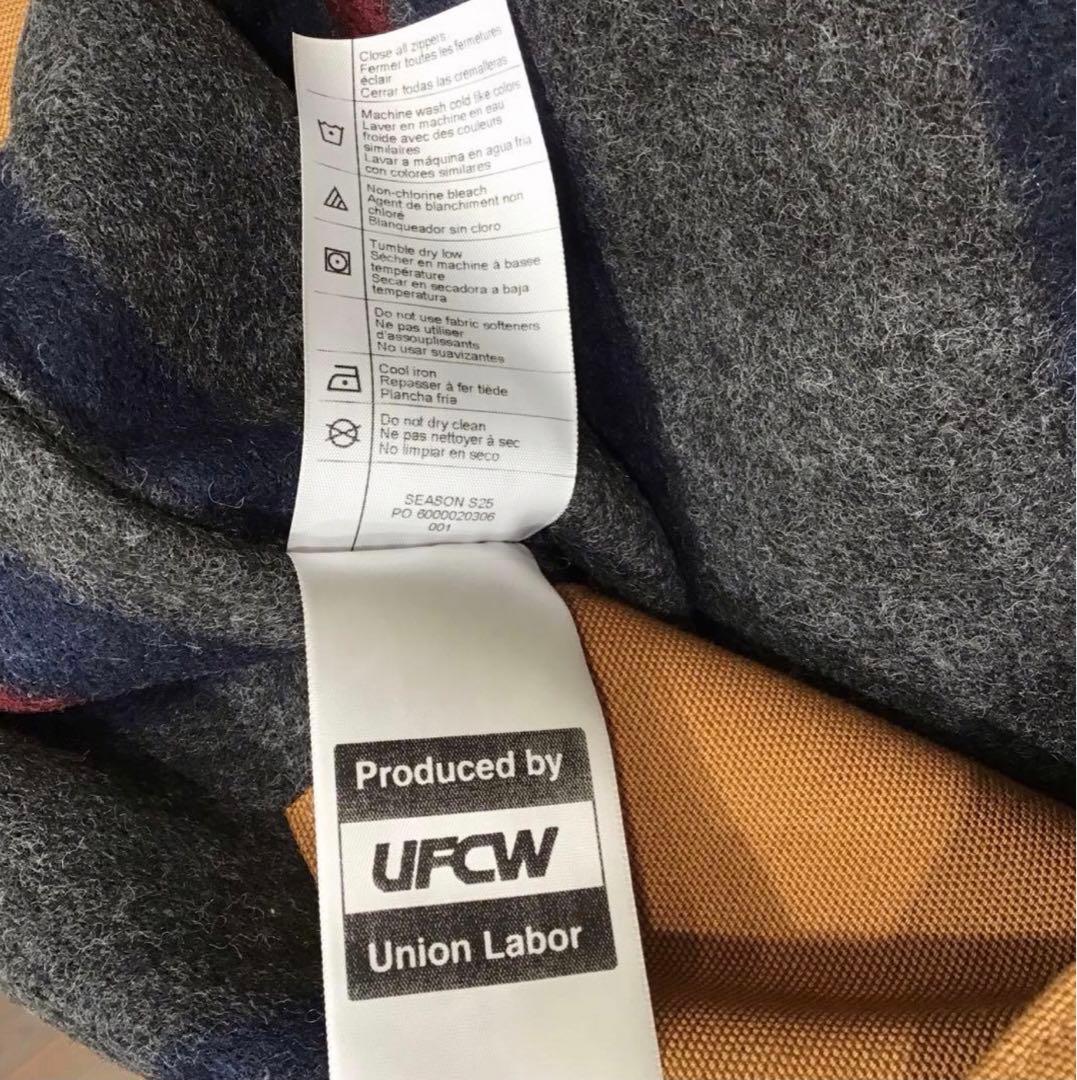 Close all zippers
Fermer toutes les fermetures
éclair
Cerrar todas las cremalleras
Machine wash cold like colors
Laver en machine en eau
froide avec des couleurs
similaires
Lavar a máquina en agua fria
con colores similares
Non-chlorine bleach
Agent de blanchiment non
chloré
Blanqueador sin cloro
Tumble dry low
Sécher en machine à basse
température
Secar en secadora a baja
temperatura
Do not use fabric softeners
Ne pas utiliser
d'assouplissants
No usar suavizantes
Cool iron
Repasser à fer tiède
Plancha fría
Do not dry clean
Ne pas nettoyer à sec
No limpiar en seco
SEASON S25
PO 6000020306
001
Produced by
UFCW
Union Labor